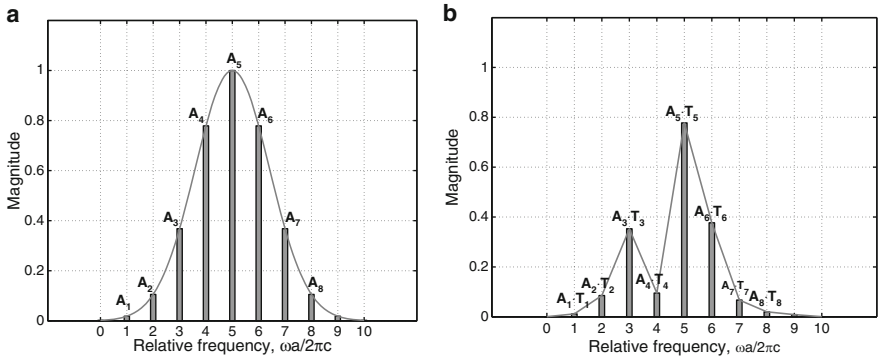 a
Magnitude
1
0.8
0.6
0.4
0.2
0
A₁
A₂
A₃
A₄
A₅
A₆
A₇
A₈
0 1 2 3 4 5 6 7 8 9 10
Relative frequency, ωa/2πc
b
Magnitude
1
0.8
0.6
0.4
0.2
0
A₁·T₁
A₂·T₂
A₃·T₃
A₄·T₄
A₅·T₅
A₆·T₆
A₇·T₇
A₈·T₈
0 1 2 3 4 5 6 7 8 9 10
Relative frequency, ωa/2πc